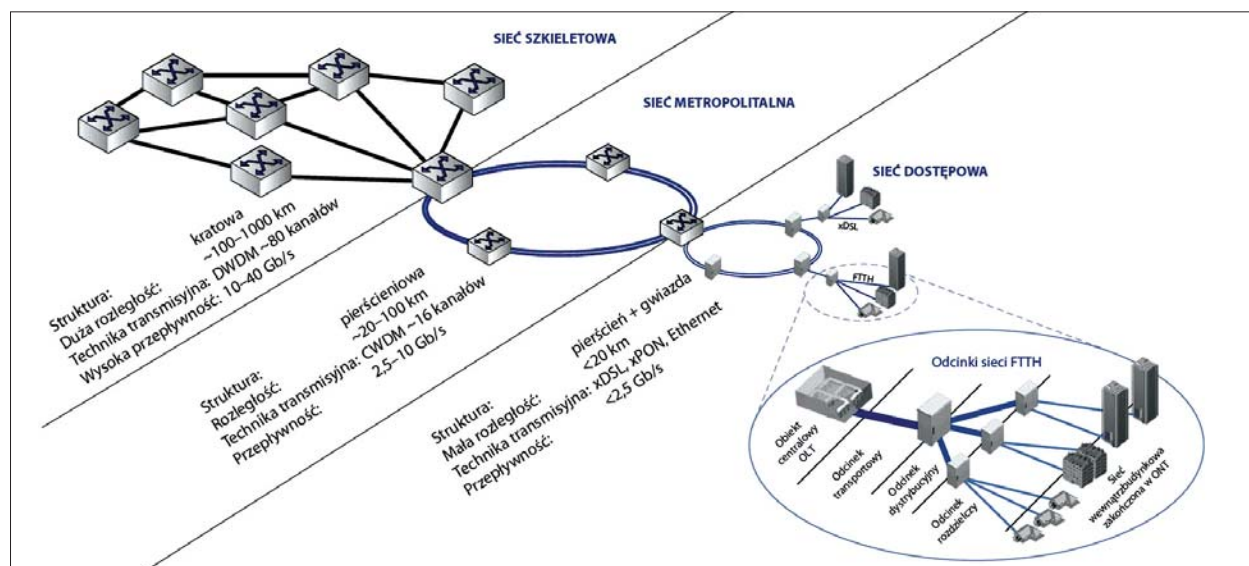 SIEĆ SZKIELETOWA
Struktura: kratowa
Duża rozległość: ~100–1000 km
Technika transmisyjna: DWDM ~80 kanałów
Wysoka przepływność: 10–40 Gb/s
SIEĆ METROPOLITALNA
Struktura: pierścieniowa
Rozległość: ~20–100 km
Technika transmisyjna: CWDM ~16 kanałów
Przepływność: 2,5–10 Gb/s
SIEĆ DOSTĘPOWA
Struktura: pierścień + gwiazda
Mała rozległość: <20 km
Technika transmisyjna: xDSL, xPON, Ethernet
Przepływność: <2,5 Gb/s
xDSL
FTTH
Odcinki sieci FTTH
Obiekt
centralowy
OLT
Odcinek
transportowy
Odcinek
dystrybucyjny
Odcinek
rozdzielczy
Sieć
wewnątrzbudynkowa
zakończona w ONT